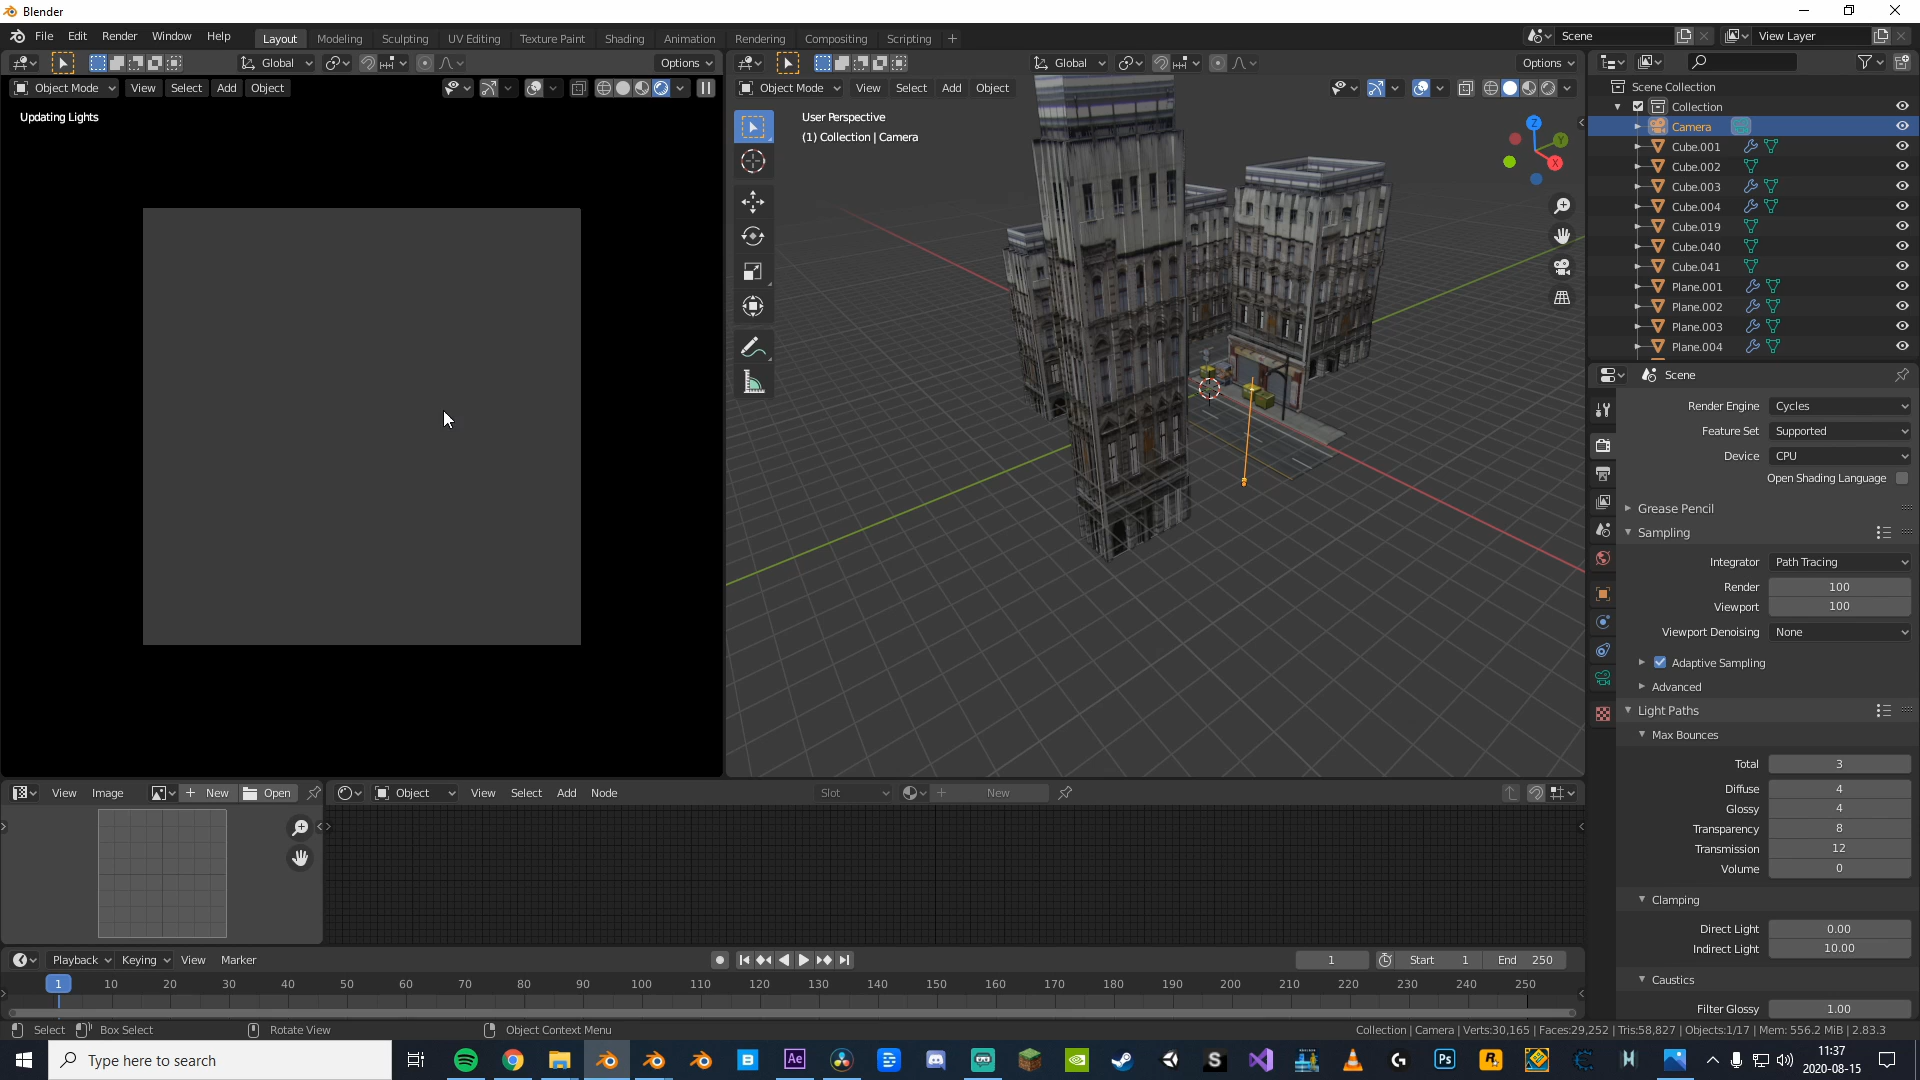 Blender
File Edit Render Window Help Layout Modeling Sculpting UV Editing Texture Paint Shading Animation Rendering Compositing Scripting + Scene View Layer
Global Options Global Options
Object Mode View Select Add Object Object Mode View Select Add Object
Updating Lights
User Perspective
(1) Collection | Camera
Z
Y
X
Scene Collection
Collection
Camera
Cube.001
Cube.002
Cube.003
Cube.004
Cube.019
Cube.040
Cube.041
Plane.001
Plane.002
Plane.003
Plane.004
Scene
Render Engine Cycles
Feature Set Supported
Device CPU
Open Shading Language
Grease Pencil
Sampling
Integrator Path Tracing
Render 100
Viewport 100
Viewport Denoising None
Adaptive Sampling
Advanced
Light Paths
Max Bounces
Total 3
Diffuse 4
Glossy 4
Transparency 8
Transmission 12
Volume 0
Clamping
Direct Light 0.00
Indirect Light 10.00
Caustics
Filter Glossy 1.00
View Image + New Open Object View Select Add Node Slot + New
Playback Keying View Marker 1 Start 1 End 250
1 10 20 30 40 50 60 70 80 90 100 110 120 130 140 150 160 170 180 190 200 210 220 230 240 250
Select Box Select Rotate View Object Context Menu Collection | Camera | Verts:30,165 | Faces:29,252 | Tris:58,827 | Objects:1/17 | Mem: 556.2 MiB | 2.83.3
Type here to search
Ae
S
Ps
R
11:37
2020-08-15